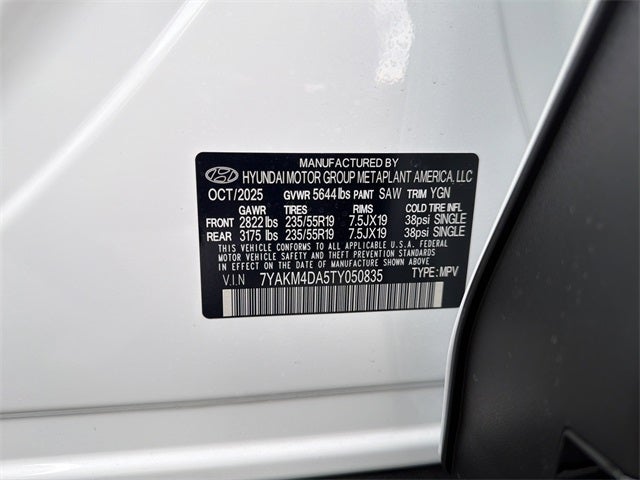 MANUFACTURED BY
HYUNDAI MOTOR GROUP METAPLANT AMERICA, LLC
OCT/2025 GVWR 5644 lbs PAINT SAW TRIM YGN
GAWR TIRES RIMS COLD TIRE INFL
FRONT 2822 lbs 235/55R19 7.5JX19 38psi SINGLE
REAR 3175 lbs 235/55R19 7.5JX19 38psi SINGLE
THIS VEHICLE CONFORMS TO ALL APPLICABLE U.S.A. FEDERAL
MOTOR VEHICLE SAFETY, BUMPER, AND THEFT PREVENTION STANDARDS
IN EFFECT ON THE DATE OF MANUFACTURE SHOWN ABOVE.
V.I.N 7YAKM4DA5TY050835 TYPE: MPV